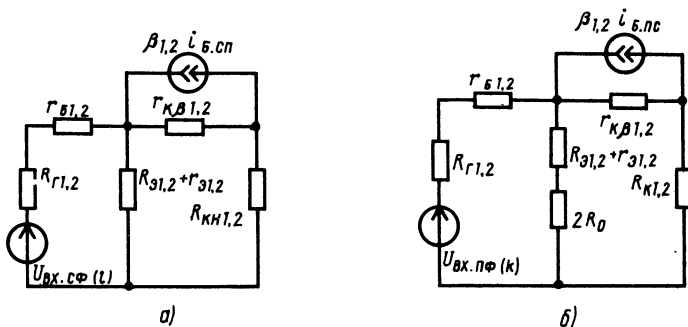 β1,2 iБ.сп
rБ1,2
rкβ1,2
RГ1,2
RЭ1,2+rЭ1,2
RКН1,2
UВХ.СФ(l)
а)
β1,2 iБ.пс
rБ1,2
rкβ1,2
RГ1,2
RЭ1,2+rЭ1,2
RК1,2
2R0
UВХ.ПФ(k)
б)